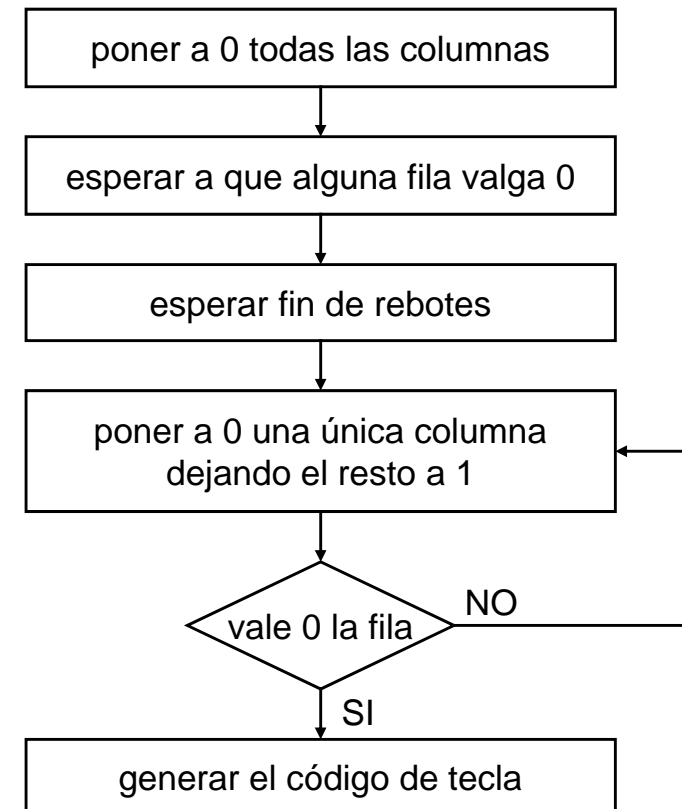 poner a 0 todas las columnas
esperar a que alguna fila valga 0
esperar fin de rebotes
poner a 0 una única columna
dejando el resto a 1
vale 0 la fila
NO
SI
generar el código de tecla